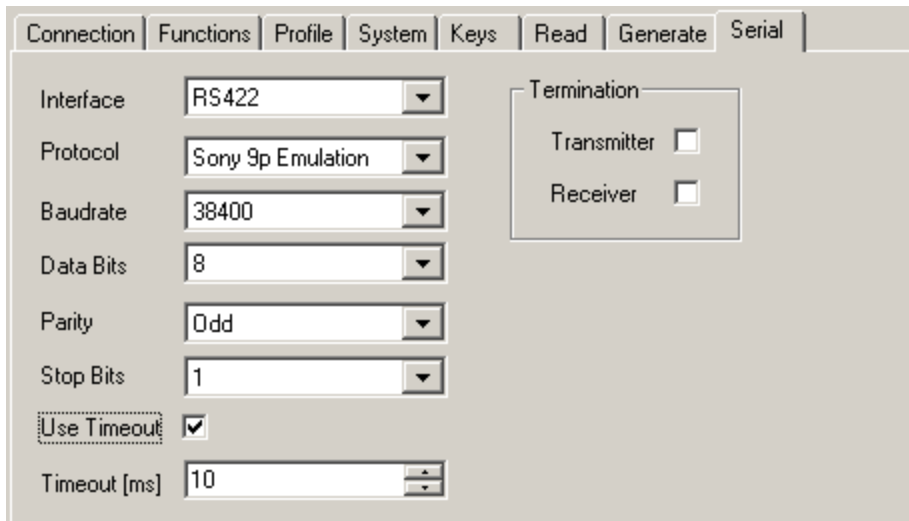 Connection Functions Profile System Keys Read Generate Serial
Interface RS422
Protocol Sony 9p Emulation
Baudrate 38400
Data Bits 8
Parity Odd
Stop Bits 1
Use Timeout
Timeout [ms] 10
Termination
Transmitter
Receiver